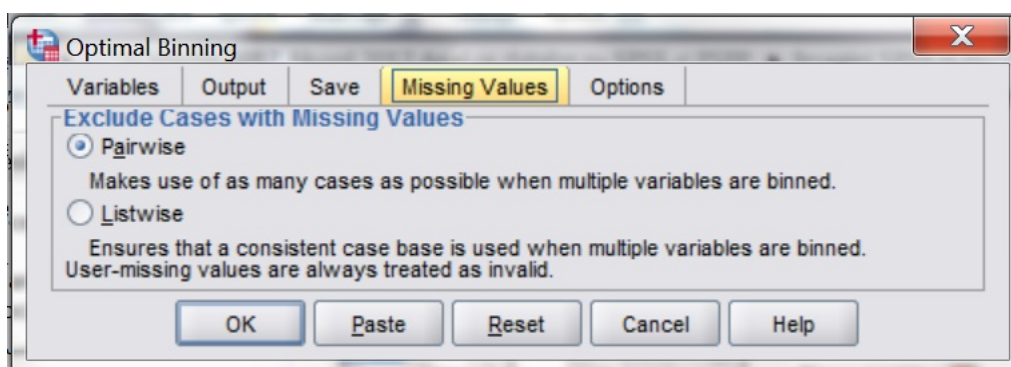 Optimal Binning
X
Variables Output Save Missing Values Options
Exclude Cases with Missing Values
Pairwise
Makes use of as many cases as possible when multiple variables are binned.
Listwise
Ensures that a consistent case base is used when multiple variables are binned.
User-missing values are always treated as invalid.
OK Paste Reset Cancel Help